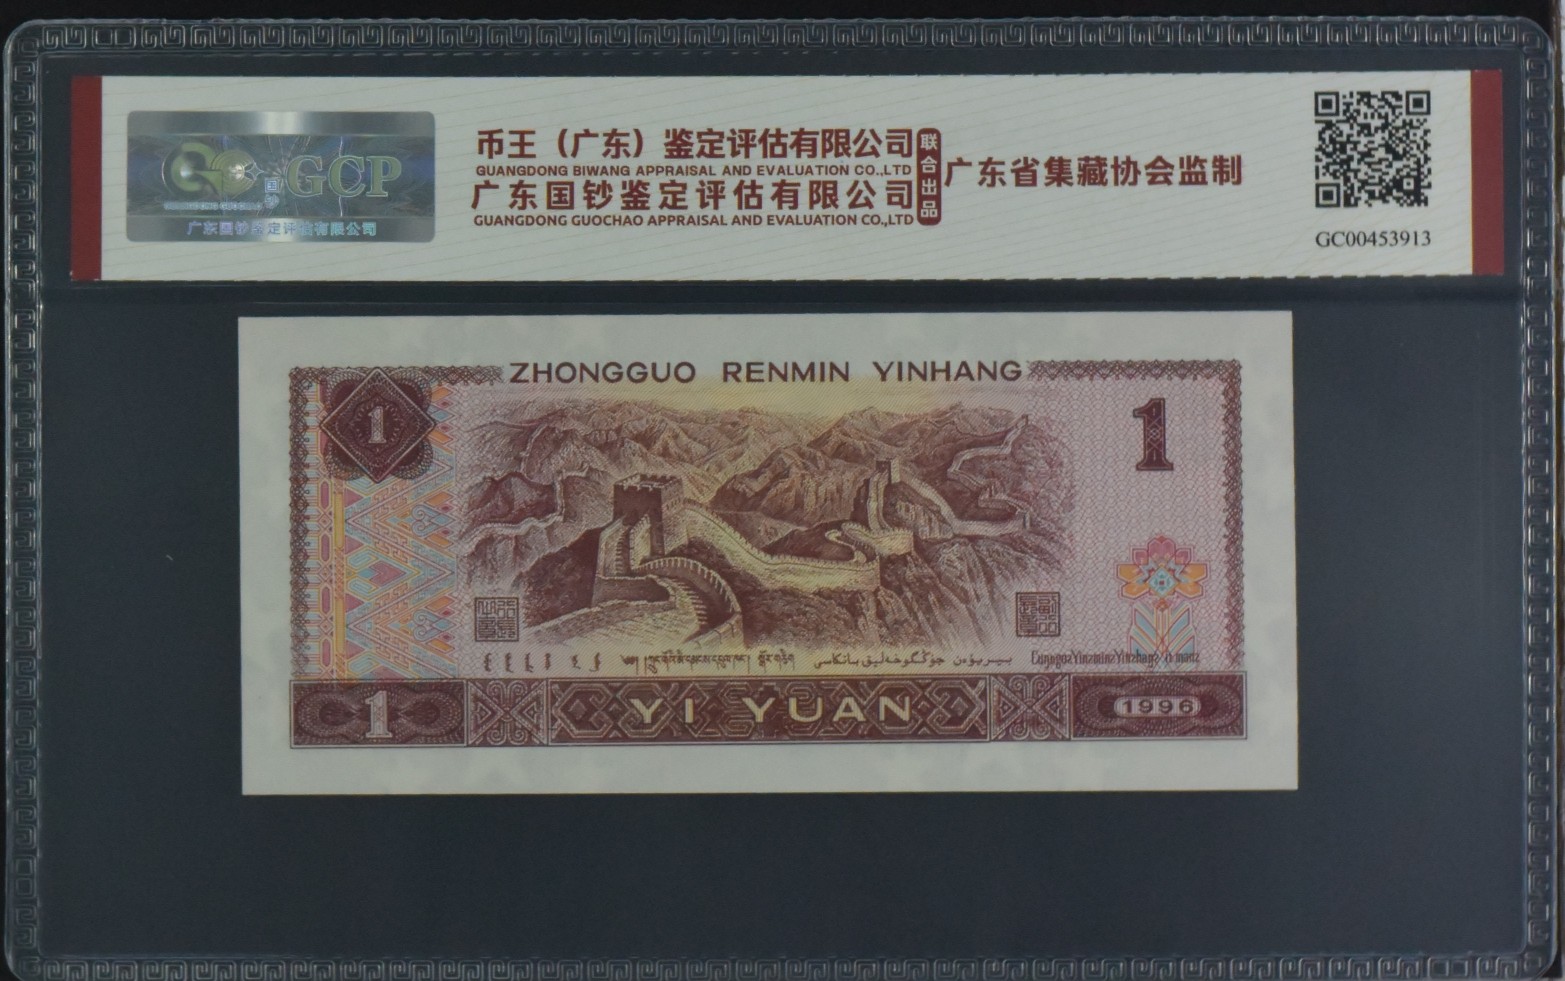 GCP
广东国钞鉴定评估有限公司
币王（广东）鉴定评估有限公司
GUANGDONG BIWANG APPRAISAL AND EVALUATION CO.,LTD
广东国钞鉴定评估有限公司
GUANGDONG GUOCHAO APPRAISAL AND EVALUATION CO.,LTD
联合出品
广东省集藏协会监制
GC00453913
ZHONGGUO RENMIN YINHANG
1
1
1
YI YUAN
1996